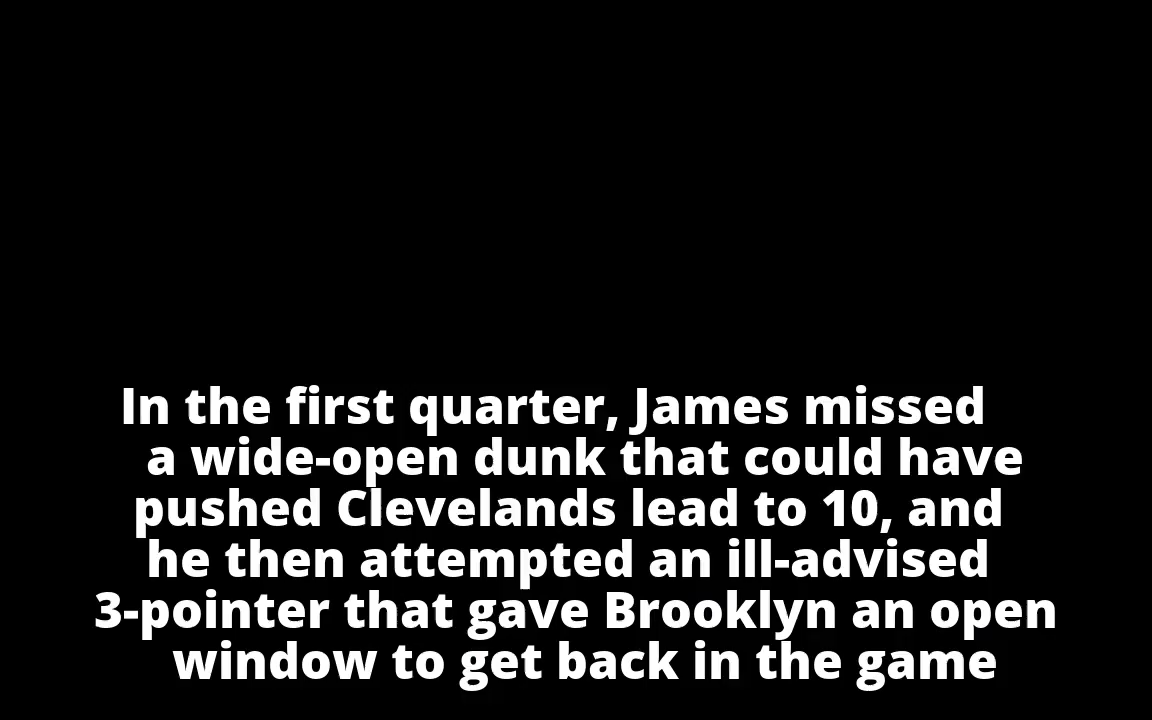 In the first quarter, James missed
a wide-open dunk that could have
pushed Clevelands lead to 10, and
he then attempted an ill-advised
3-pointer that gave Brooklyn an open
window to get back in the game